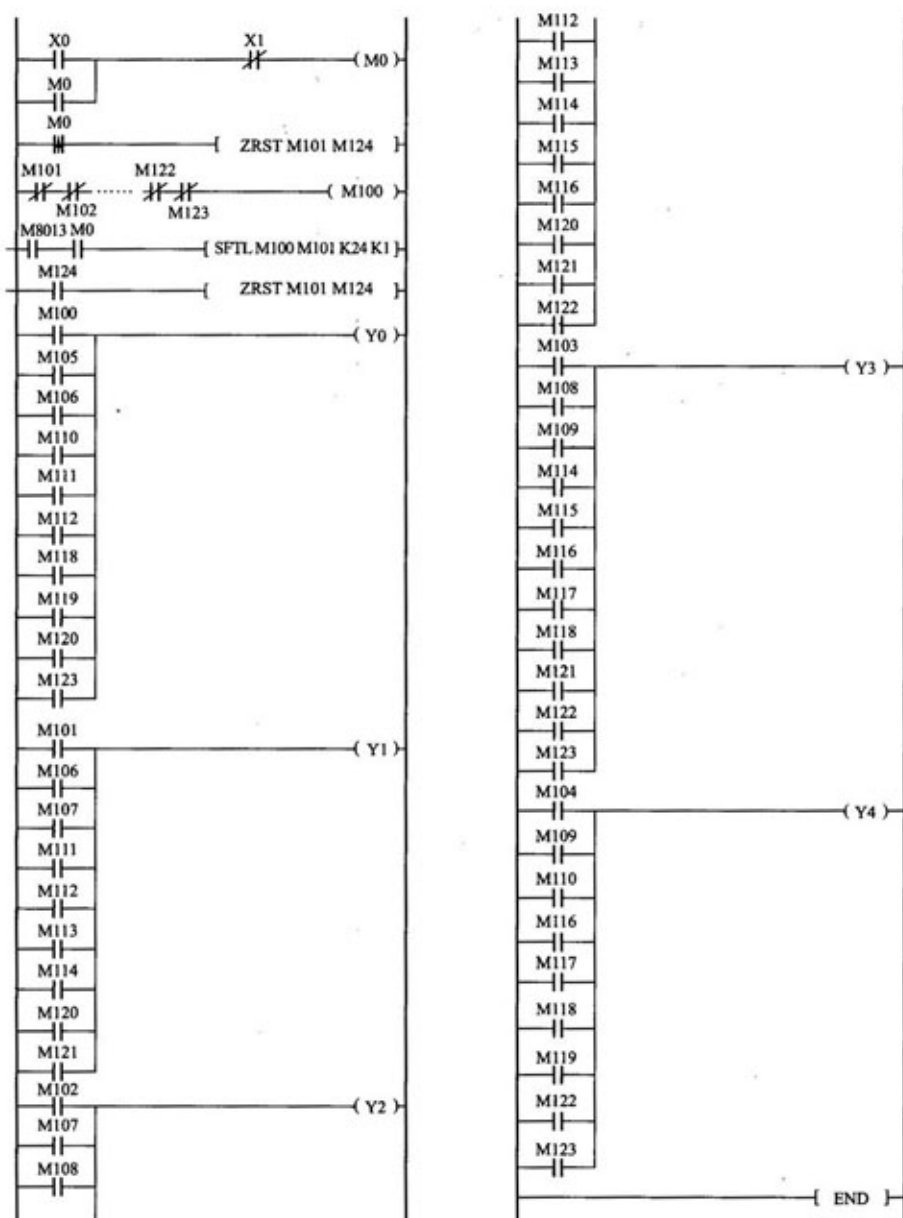 X0 X1
( M0 )
M0
M0
[ ZRST M101 M124 ]
M101 M122
...... ( M100 )
M102 M123
M8013 M0
[ SFTL M100 M101 K24 K1 ]
M124
[ ZRST M101 M124 ]
M100
( Y0 )
M105
M106
M110
M111
M112
M118
M119
M120
M123
M101
( Y1 )
M106
M107
M111
M112
M113
M114
M120
M121
M102
( Y2 )
M107
M108
M112
M113
M114
M115
M116
M120
M121
M122
M103
( Y3 )
M108
M109
M114
M115
M116
M117
M118
M121
M122
M123
M104
( Y4 )
M109
M110
M116
M117
M118
M119
M122
M123
[ END ]